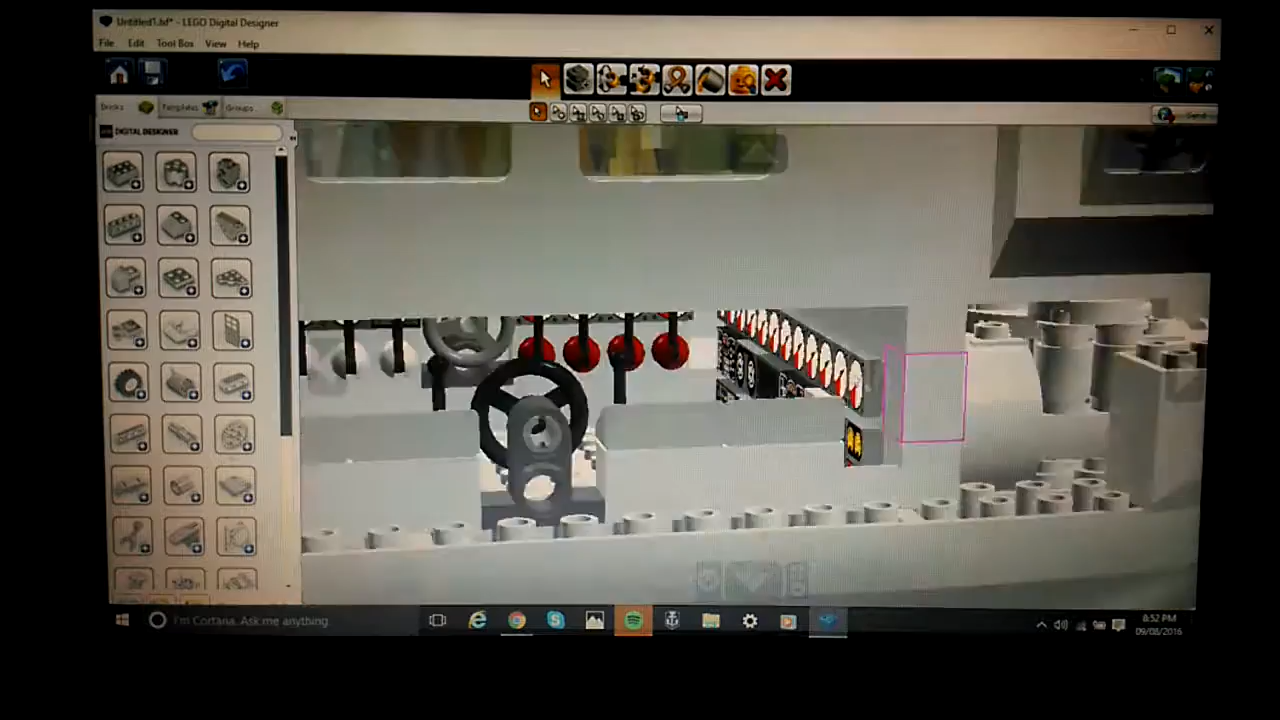 Untitled1.lxf* - LEGO Digital Designer
File Edit Tool Box View Help
Bricks Templates Groups
DIGITAL DESIGNER
I'm Cortana. Ask me anything.
8:52 PM
09/08/2016